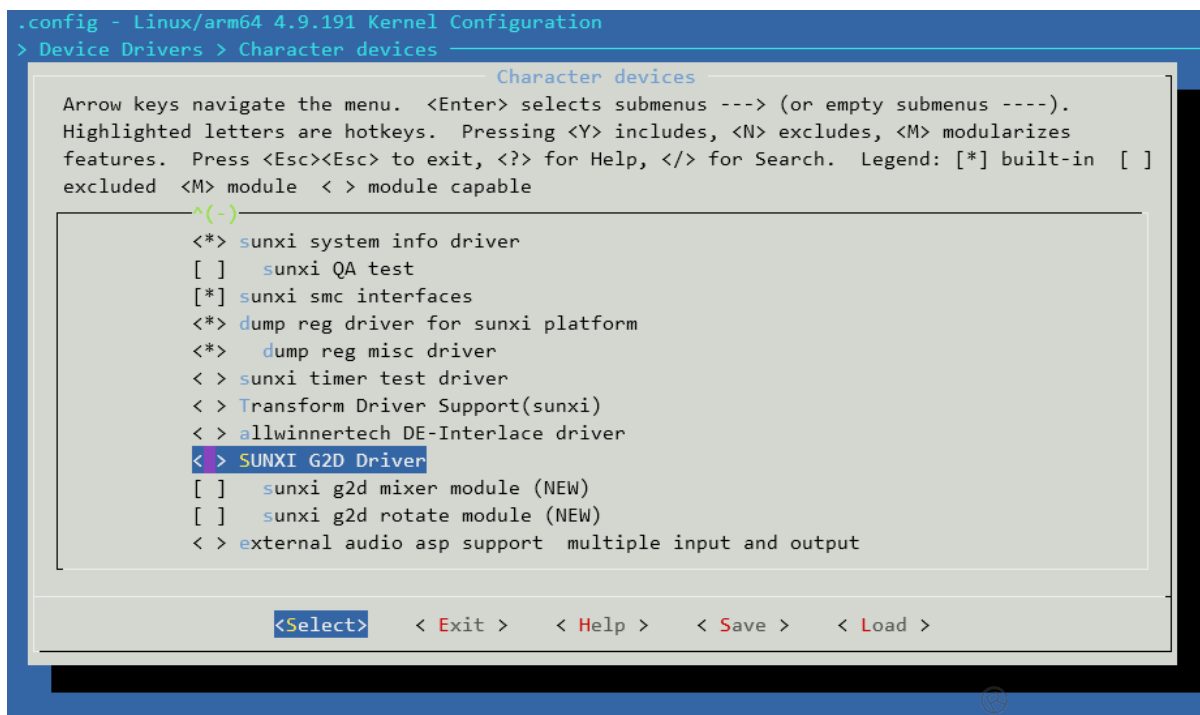 .config - Linux/arm64 4.9.191 Kernel Configuration
> Device Drivers > Character devices
Character devices
Arrow keys navigate the menu.  <Enter> selects submenus ---> (or empty submenus ----).
Highlighted letters are hotkeys.  Pressing <Y> includes, <N> excludes, <M> modularizes
features.  Press <Esc><Esc> to exit, <?> for Help, </> for Search.  Legend: [*] built-in  [ ]
excluded  <M> module  < > module capable
^(-)
<*> sunxi system info driver
[ ]   sunxi QA test
[*] sunxi smc interfaces
<*> dump reg driver for sunxi platform
<*>   dump reg misc driver
< > sunxi timer test driver
< > Transform Driver Support(sunxi)
< > allwinnertech DE-Interlace driver
< > SUNXI G2D Driver
[ ]   sunxi g2d mixer module (NEW)
[ ]   sunxi g2d rotate module (NEW)
< > external audio asp support  multiple input and output
<Select>    < Exit >    < Help >    < Save >    < Load >